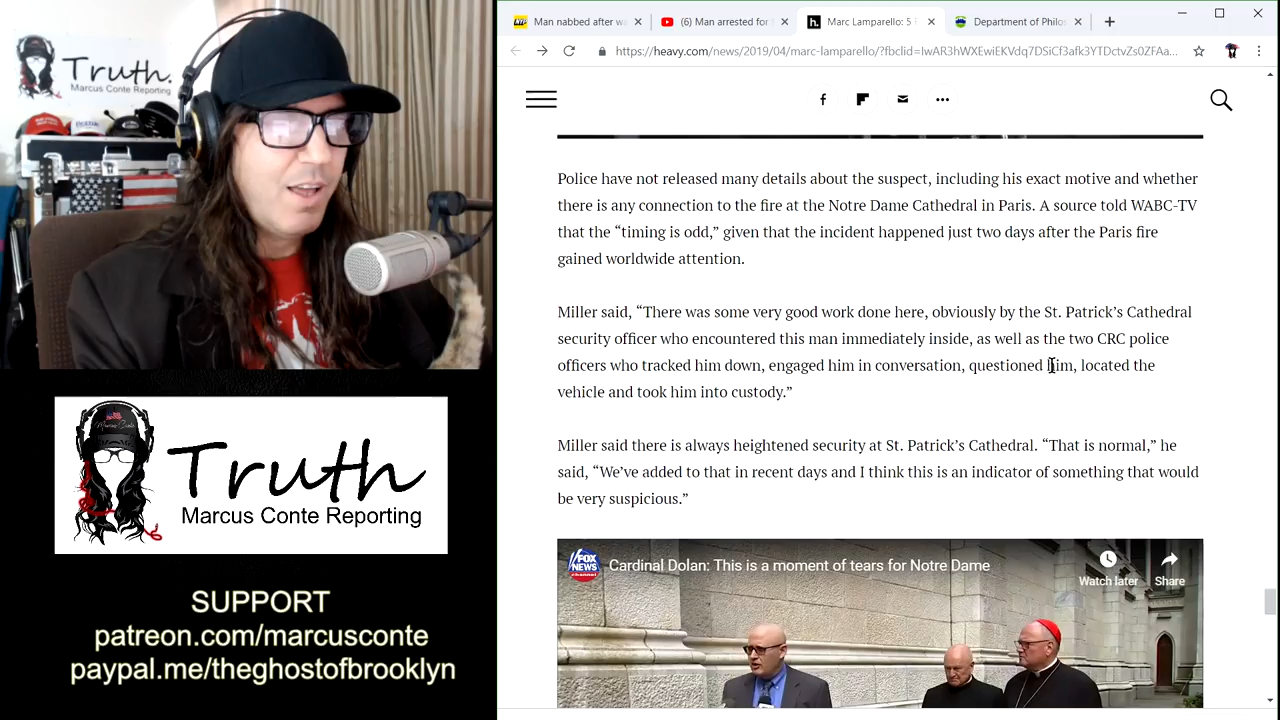 Truth.
Marcus Conte Reporting
Truth
Marcus Conte Reporting
SUPPORT
patreon.com/marcusconte
paypal.me/theghostofbrooklyn
Man nabbed after w
(6) Man arrested for
Marc Lamparello: 5
Department of Philos
https://heavy.com/news/2019/04/marc-lamparello/?fbclid=IwAR3hWXEwiEKVdq7DSiCf3afk3YTDctvZs0ZFAa...
Police have not released many details about the suspect, including his exact motive and whether
there is any connection to the fire at the Notre Dame Cathedral in Paris. A source told WABC-TV
that the “timing is odd,” given that the incident happened just two days after the Paris fire
gained worldwide attention.
Miller said, “There was some very good work done here, obviously by the St. Patrick’s Cathedral
security officer who encountered this man immediately inside, as well as the two CRC police
officers who tracked him down, engaged him in conversation, questioned him, located the
vehicle and took him into custody.”
Miller said there is always heightened security at St. Patrick’s Cathedral. “That is normal,” he
said, “We’ve added to that in recent days and I think this is an indicator of something that would
be very suspicious.”
FOX
NEWS
channel
Cardinal Dolan: This is a moment of tears for Notre Dame
Watch later
Share